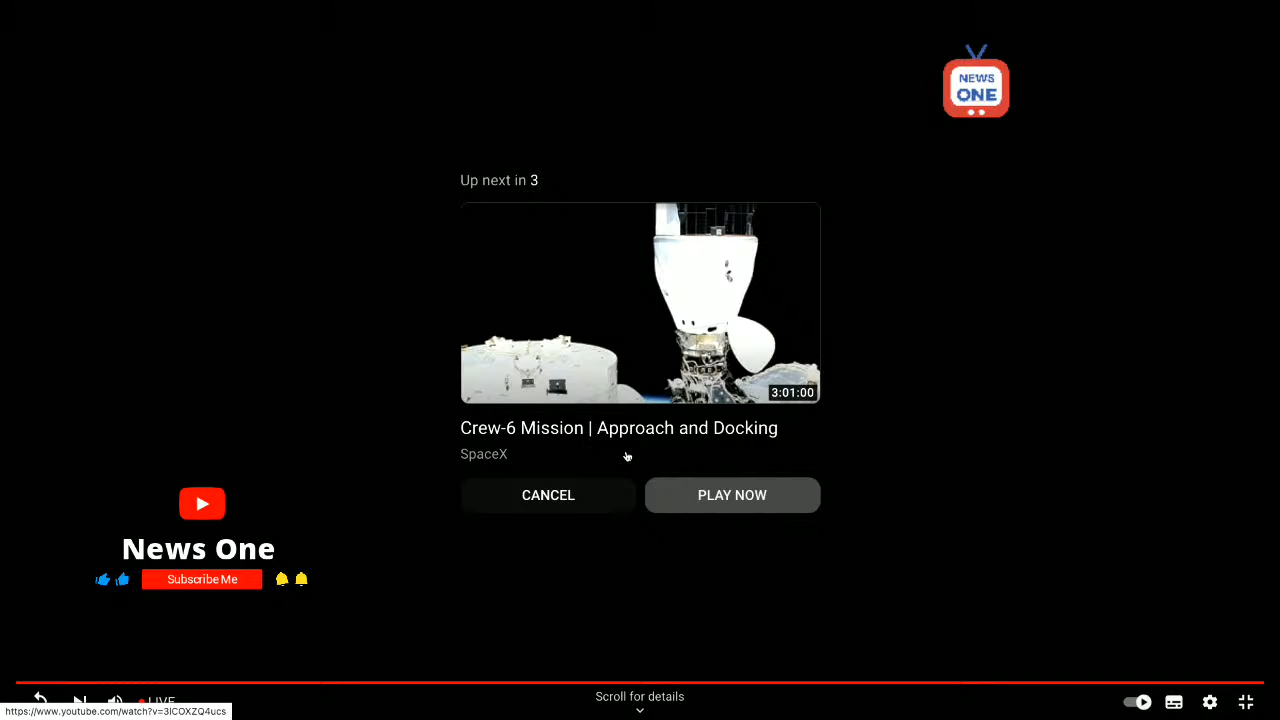 NEWS
ONE
Up next in 3
3:01:00
Crew-6 Mission | Approach and Docking
SpaceX
CANCEL
PLAY NOW
News One
Subscribe Me
Scroll for details
LIVE
https://www.youtube.com/watch?v=3lCOXZQ4ucs